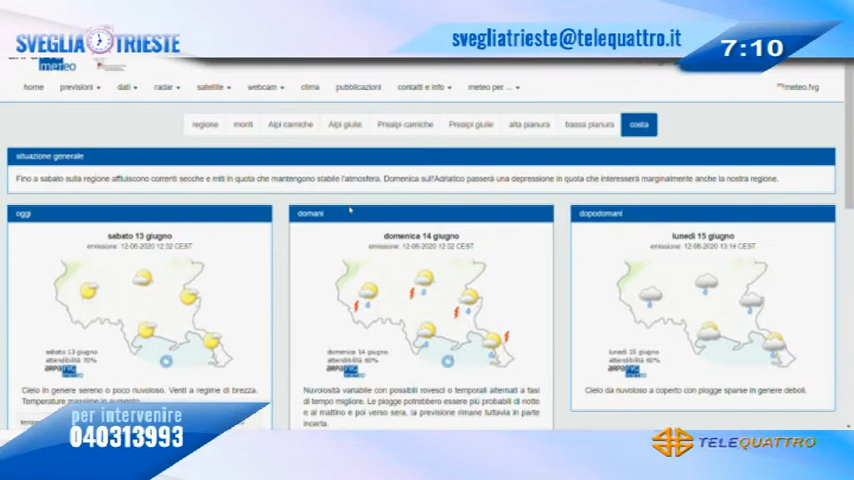 SVEGLIA TRIESTE
svegliatrieste@telequattro.it
7:10
meteo
home previsioni dati radar satellite webcam clima pubblicazioni contatti e info meteo per ... meteo.fvg
regione monti Alpi carniche Alpi giulie Prealpi carniche Prealpi giulie alta pianura bassa pianura costa
situazione generale
Fino a sabato sulla regione affluiscono correnti secche e miti in quota che mantengono stabile l'atmosfera. Domenica sull'Adriatico passerà una depressione in quota che interesserà marginalmente anche la nostra regione.
oggi
sabato 13 giugno
emissione: 12-06-2020 12:32 CEST
sabato 13 giugno
attendibilità 70%
Cielo in genere sereno o poco nuvoloso. Venti a regime di brezza.
Temperature massime in aumento.
domani
domenica 14 giugno
emissione: 12-06-2020 12:32 CEST
domenica 14 giugno
attendibilità 60%
Nuvolosità variabile con possibili rovesci o temporali alternati a fasi
di tempo migliore. Le piogge potrebbero essere più probabili di notte
e al mattino e poi verso sera, la previsione rimane tuttavia in parte
incerta.
dopodomani
lunedì 15 giugno
emissione: 12-06-2020 13:14 CEST
lunedì 15 giugno
attendibilità 60%
Cielo da nuvoloso a coperto con piogge sparse in genere deboli.
per intervenire
040313993
TELEQUATTRO